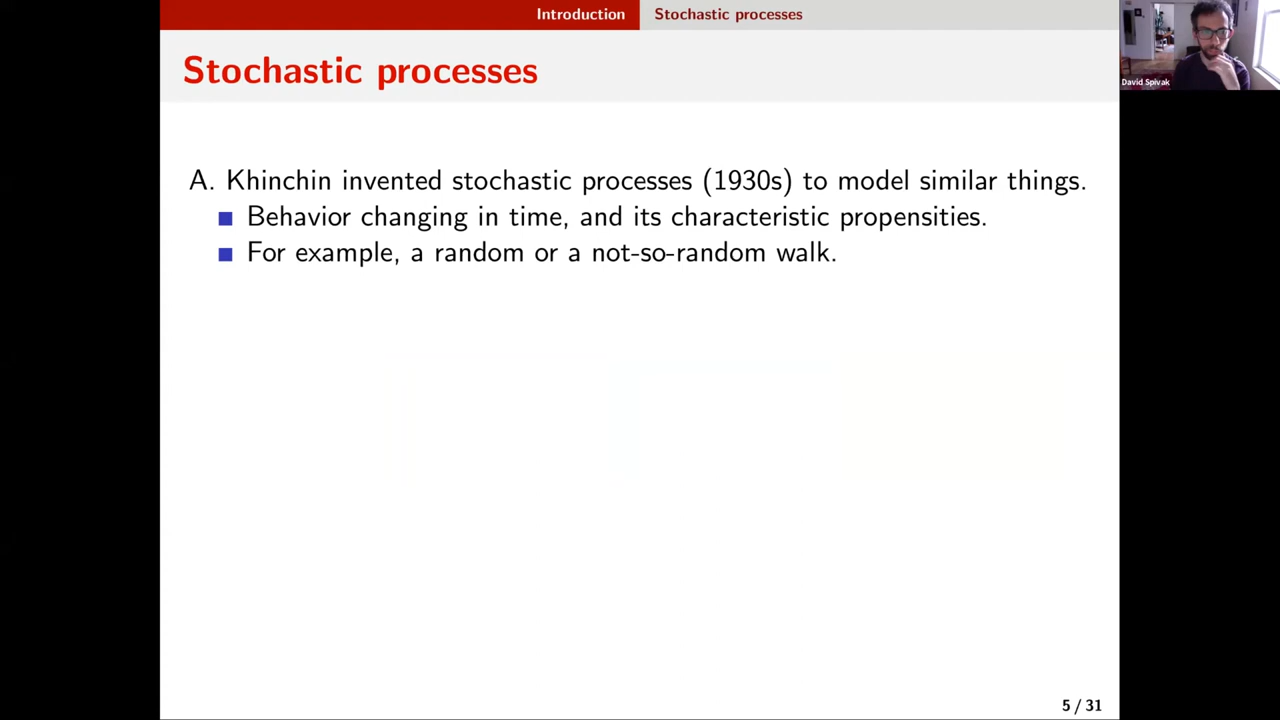 Introduction Stochastic processes
David Spivak
Stochastic processes
A. Khinchin invented stochastic processes (1930s) to model similar things.
Behavior changing in time, and its characteristic propensities.
For example, a random or a not-so-random walk.
5 / 31